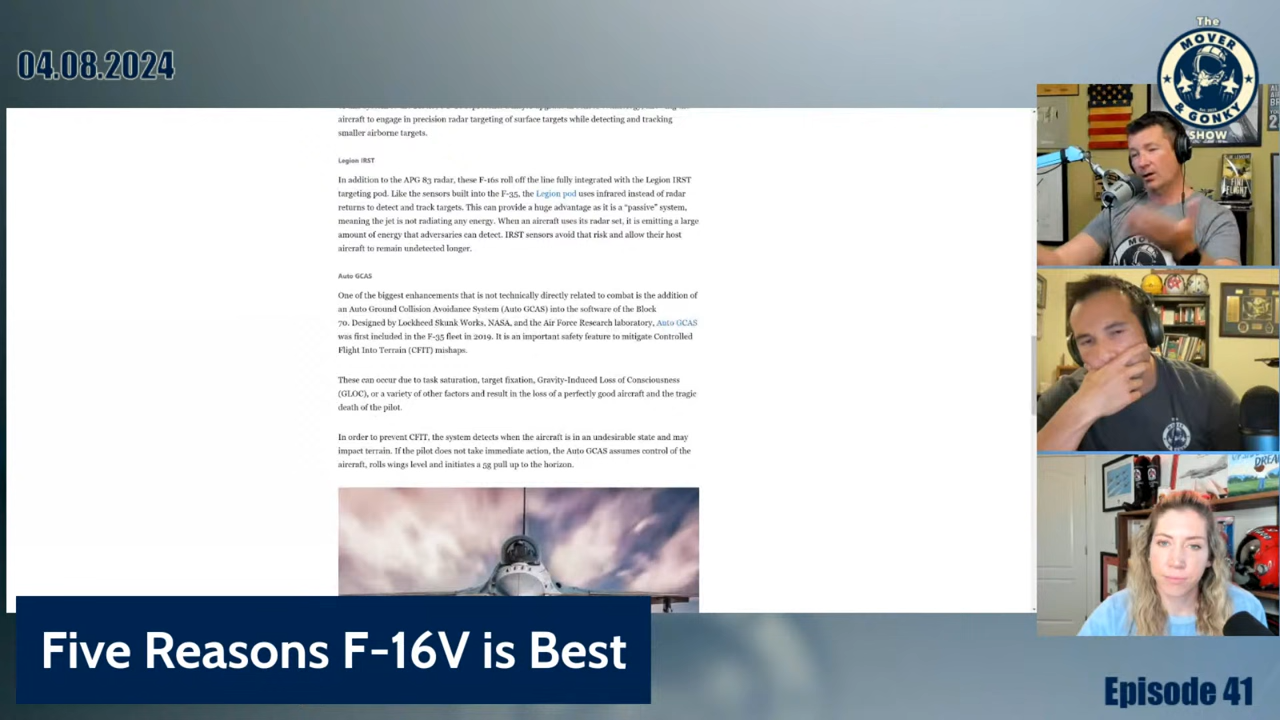 04.08.2024
The
MOVER
& GONKY
SHOW
aircraft to engage in precision radar targeting of surface targets while detecting and tracking
smaller airborne targets.
Legion IRST
In addition to the APG 83 radar, these F-16s roll off the line fully integrated with the Legion IRST
targeting pod. Like the sensors built into the F-35, the Legion pod uses infrared instead of radar
returns to detect and track targets. This can provide a huge advantage as it is a "passive" system,
meaning the jet is not radiating any energy. When an aircraft uses its radar set, it is emitting a large
amount of energy that adversaries can detect. IRST sensors avoid that risk and allow their host
aircraft to remain undetected longer.
Auto GCAS
One of the biggest enhancements that is not technically directly related to combat is the addition of
an Auto Ground Collision Avoidance System (Auto GCAS) into the software of the Block
70. Designed by Lockheed Skunk Works, NASA, and the Air Force Research laboratory, Auto GCAS
was first included in the F-35 fleet in 2019. It is an important safety feature to mitigate Controlled
Flight Into Terrain (CFIT) mishaps.
These can occur due to task saturation, target fixation, Gravity-Induced Loss of Consciousness
(GLOC), or a variety of other factors and result in the loss of a perfectly good aircraft and the tragic
death of the pilot.
In order to prevent CFIT, the system detects when the aircraft is in an undesirable state and may
impact terrain. If the pilot does not take immediate action, the Auto GCAS assumes control of the
aircraft, rolls wings level and initiates a 5g pull up to the horizon.
Five Reasons F-16V is Best
Episode 41